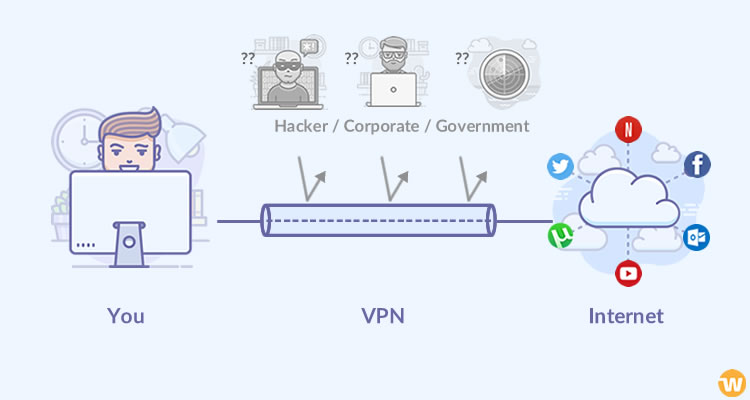 ?? ?? ??
Hacker / Corporate / Government
N
f
You VPN Internet
W